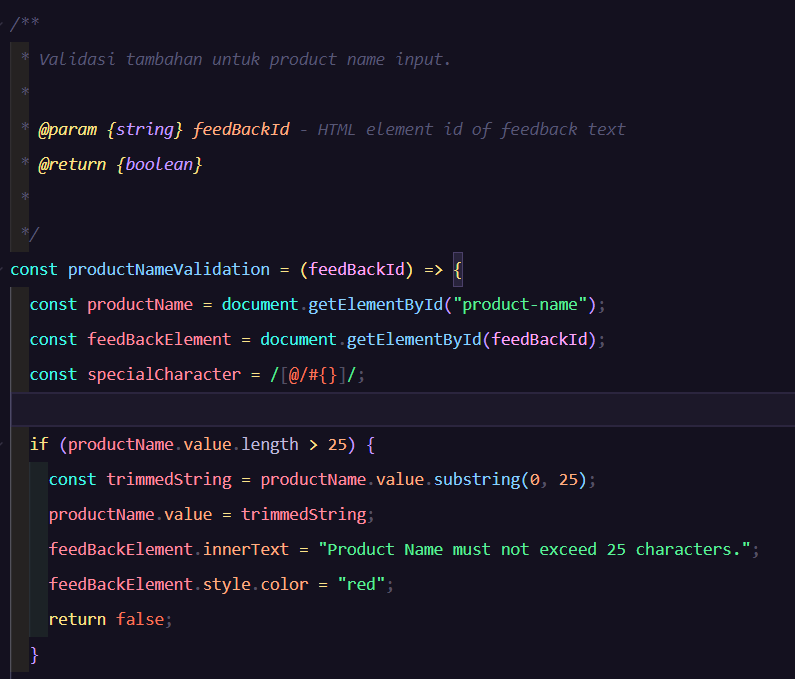 /**
 * Validasi tambahan untuk product name input.
 *
 * @param {string} feedBackId - HTML element id of feedback text
 * @return {boolean}
 *
 */
const productNameValidation = (feedBackId) => {
  const productName = document.getElementById("product-name");
  const feedBackElement = document.getElementById(feedBackId);
  const specialCharacter = /[@/#{}]/;

  if (productName.value.length > 25) {
    const trimmedString = productName.value.substring(0, 25);
    productName.value = trimmedString;
    feedBackElement.innerText = "Product Name must not exceed 25 characters.";
    feedBackElement.style.color = "red";
    return false;
  }